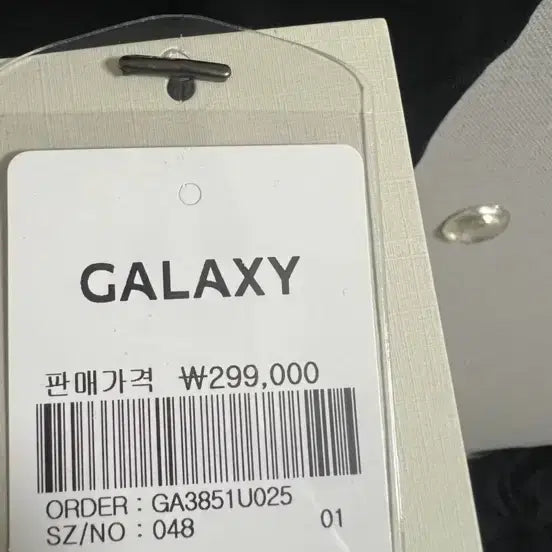 GALAXY
판매가격 ₩299,000
ORDER : GA3851U025
SZ/NO : 048 01